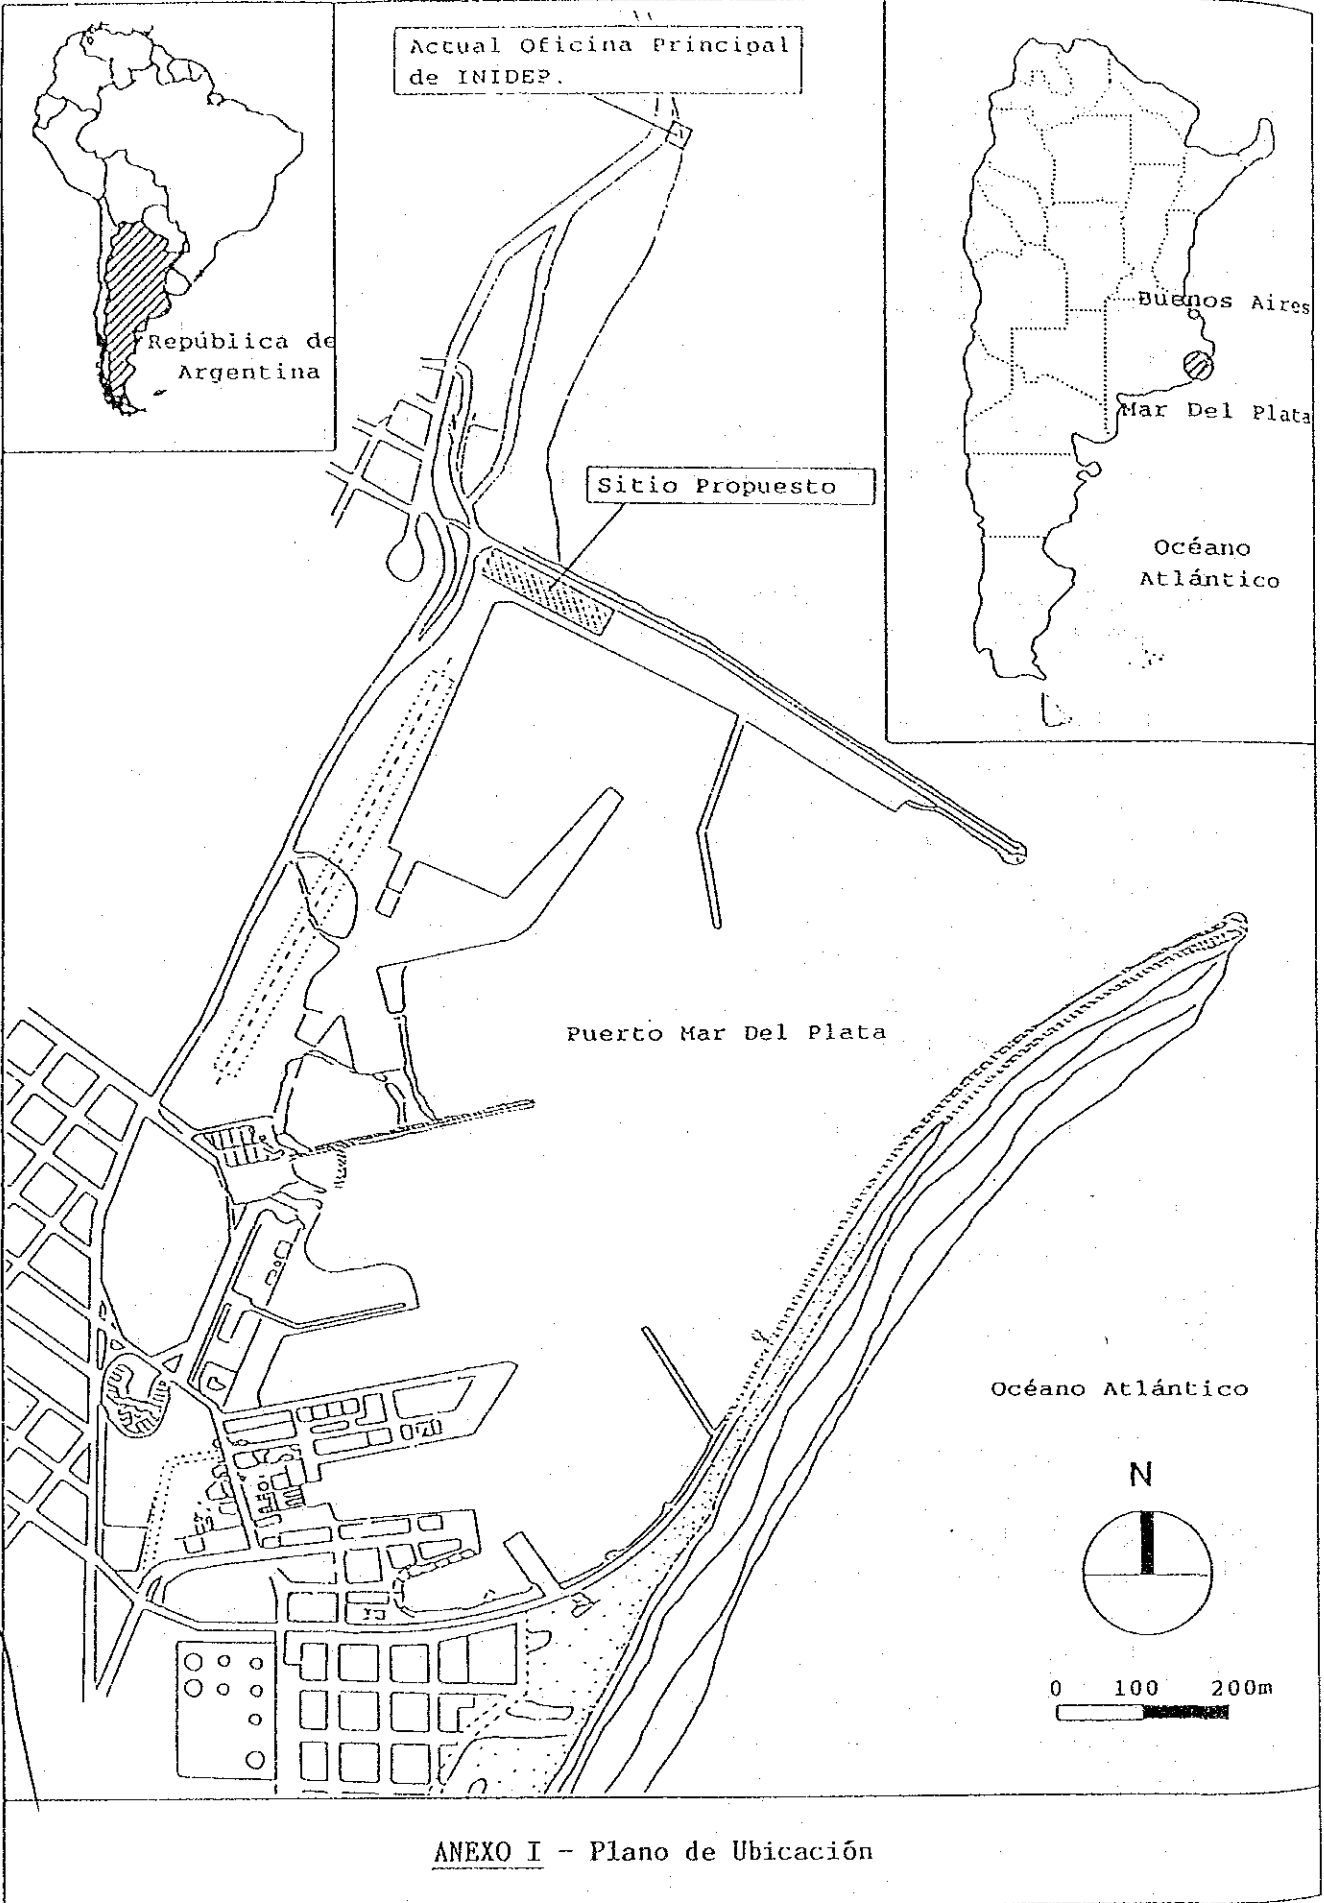 Actual Oficina Principal
de INIDEP.
República de
Argentina
Buenos Aires
Mar Del Plata
Océano
Atlántico
Sitio Propuesto
Puerto Mar Del Plata
Océano Atlántico
N
0 100 200m
ANEXO I - Plano de Ubicación